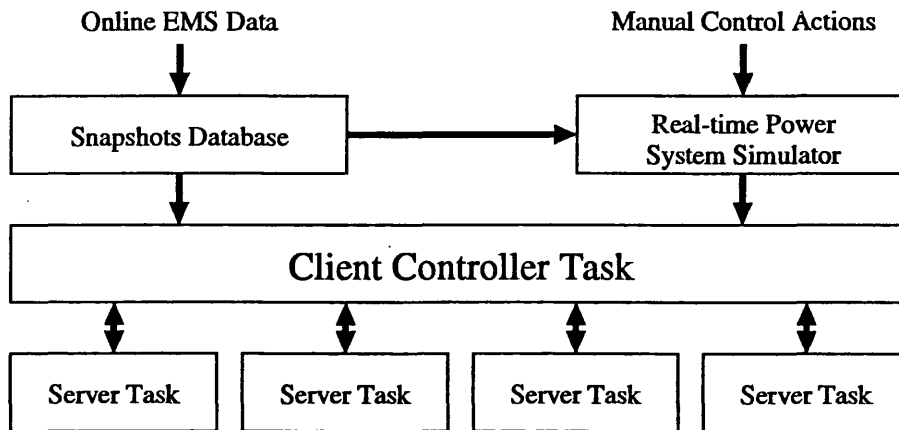 Online EMS Data
Manual Control Actions
Snapshots Database
Real-time Power
System Simulator
Client Controller Task
Server Task
Server Task
Server Task
Server Task